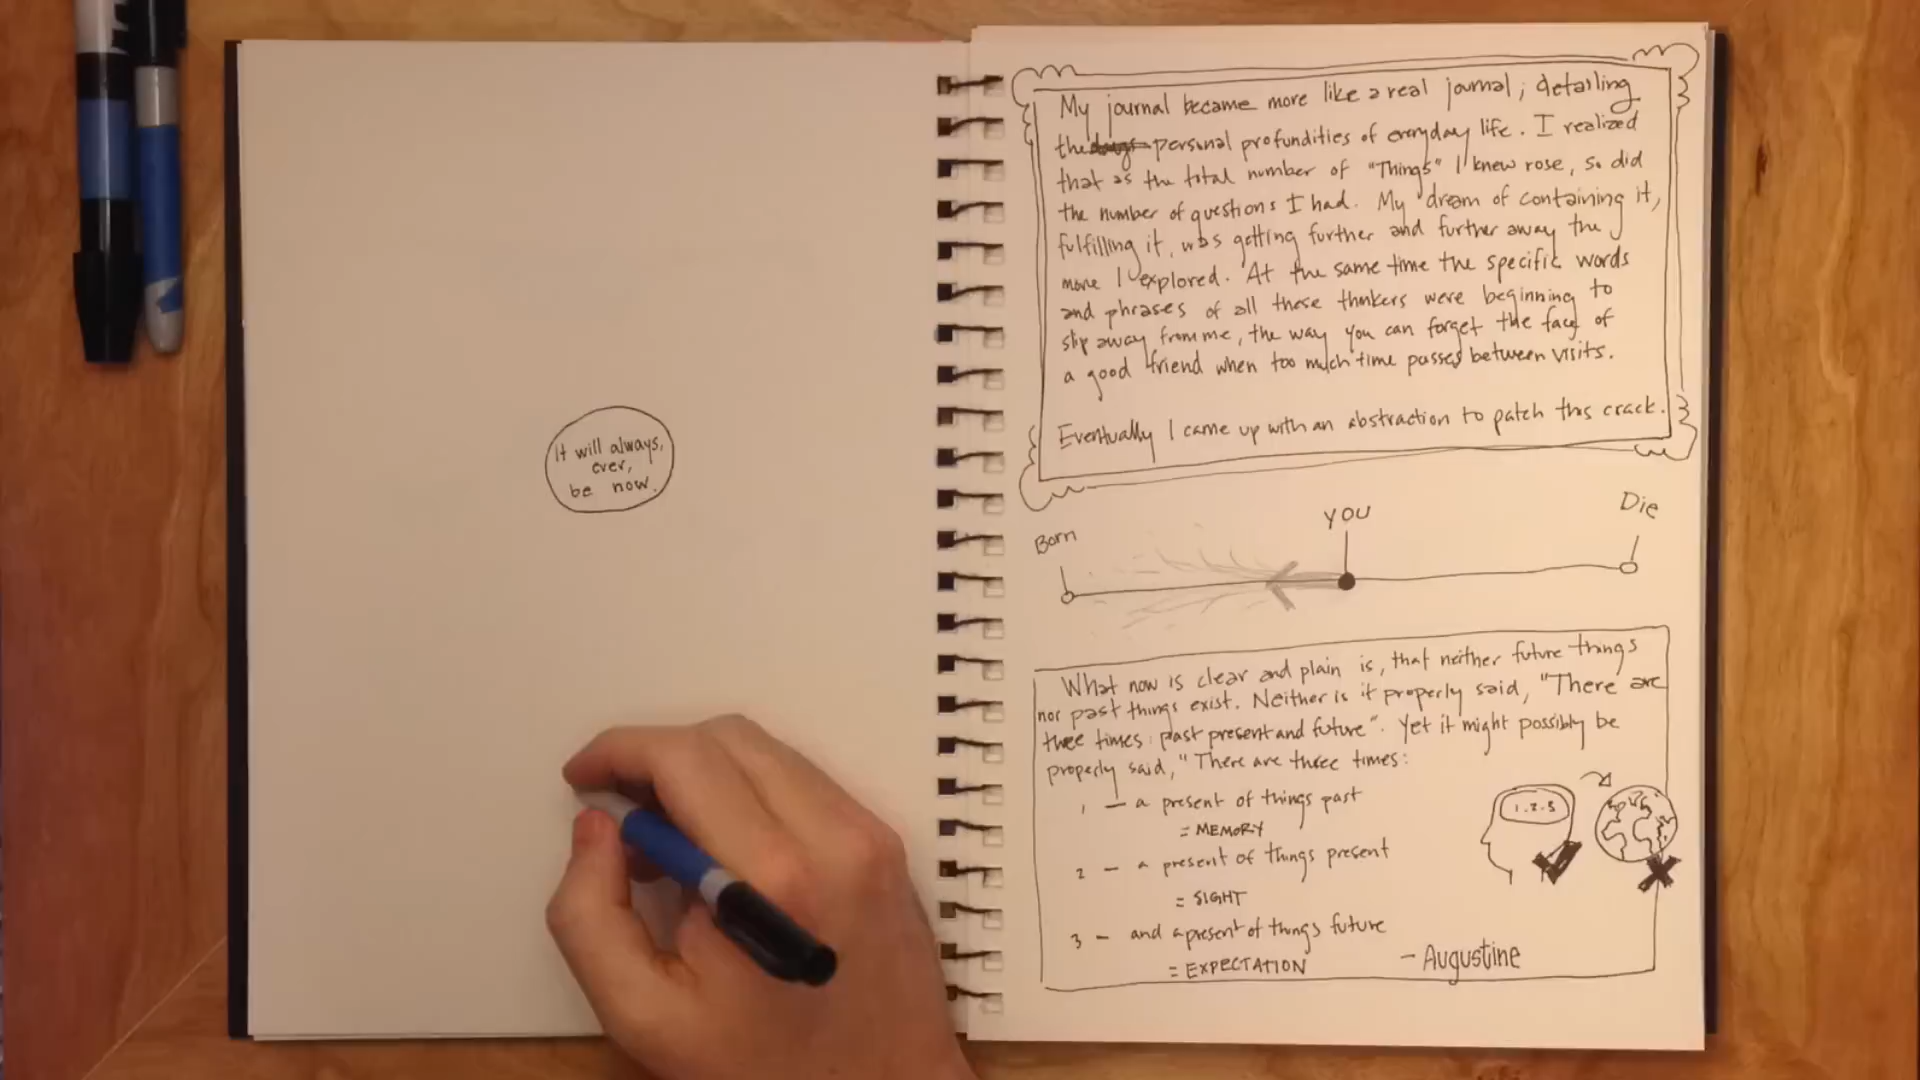 It will always,
ever,
be now.
My journal became more like a real journal; detailing
the personal profundities of everyday life. I realized
that as the total number of "Things" I knew rose, so did
the number of questions I had. My dream of containing it,
fulfilling it, was getting further and further away the
more I explored. At the same time the specific words
and phrases of all these thinkers were beginning to
slip away from me, the way you can forget the face of
a good friend when too much time passes between visits.
Eventually I came up with an abstraction to patch this crack.
Born
YOU
Die
What now is clear and plain is, that neither future things
nor past things exist. Neither is it properly said, "There are
three times: past present and future". Yet it might possibly be
properly said, "There are three times:
1 — a present of things past
= MEMORY
2 — a present of things present
= SIGHT
3 — and a present of things future
= EXPECTATION
1.2.3
- Augustine